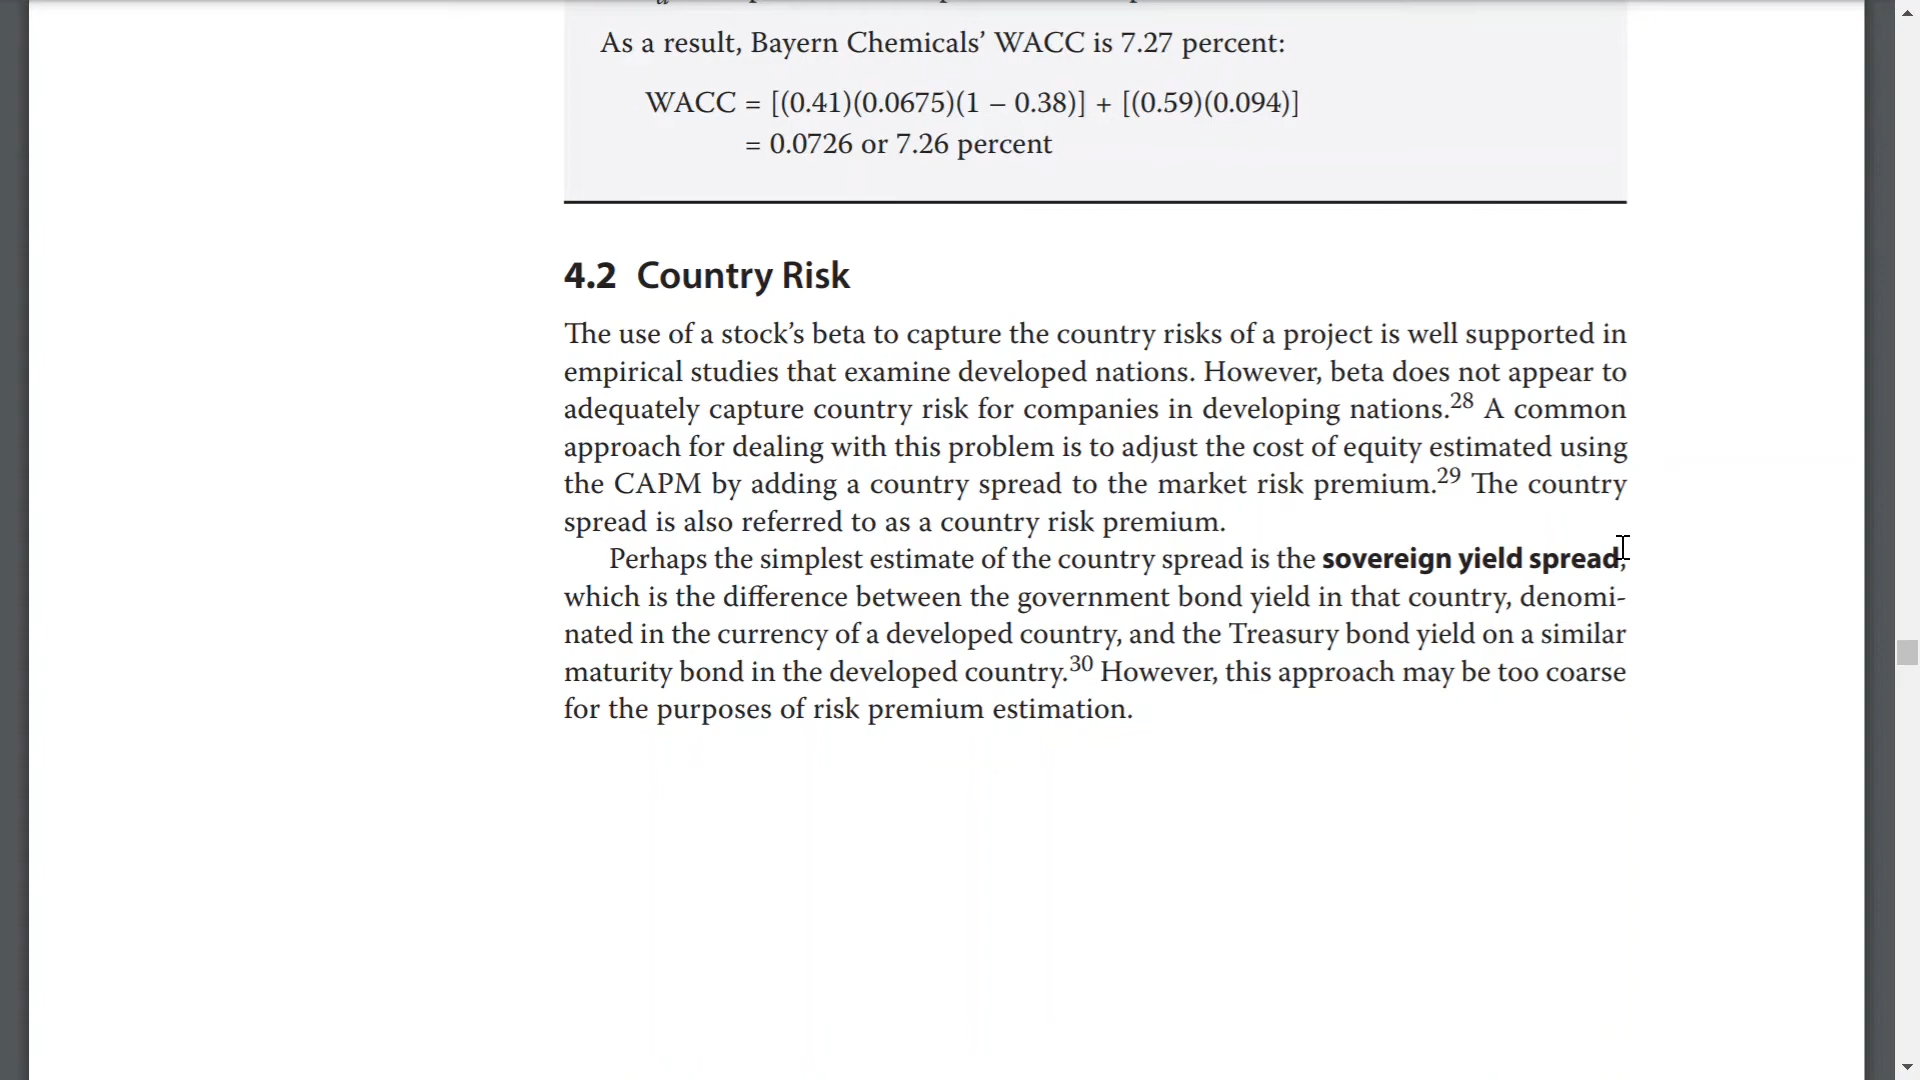 As a result, Bayern Chemicals’ WACC is 7.27 percent:
WACC = [(0.41)(0.0675)(1 – 0.38)] + [(0.59)(0.094)]
= 0.0726 or 7.26 percent
4.2 Country Risk
The use of a stock’s beta to capture the country risks of a project is well supported in
empirical studies that examine developed nations. However, beta does not appear to
adequately capture country risk for companies in developing nations.28 A common
approach for dealing with this problem is to adjust the cost of equity estimated using
the CAPM by adding a country spread to the market risk premium.29 The country
spread is also referred to as a country risk premium.
Perhaps the simplest estimate of the country spread is the sovereign yield spread,
which is the difference between the government bond yield in that country, denomi-
nated in the currency of a developed country, and the Treasury bond yield on a similar
maturity bond in the developed country.30 However, this approach may be too coarse
for the purposes of risk premium estimation.